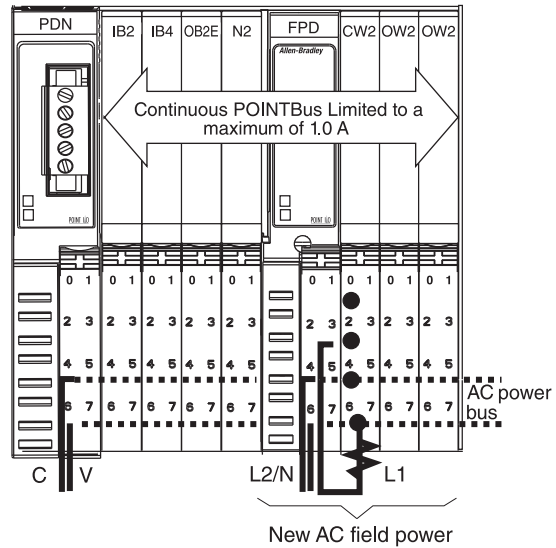 PDN IB2 IB4 OB2E N2 FPD CW2 OW2 OW2
Allen-Bradley
Continuous POINTBus Limited to a
maximum of 1.0 A
POINT I/O POINT I/O
0 1 0 1 0 1 0 1 0 1 0 1 0 1 0 1 0 1
2 3 2 3 2 3 2 3 2 3 2 3 2 3 2 3 2 3
4 5 4 5 4 5 4 5 4 5 4 5 4 5 4 5 4 5
AC power
bus
6 7 6 7 6 7 6 7 6 7 6 7 6 7 6 7 6 7
C V L2/N L1
New AC field power